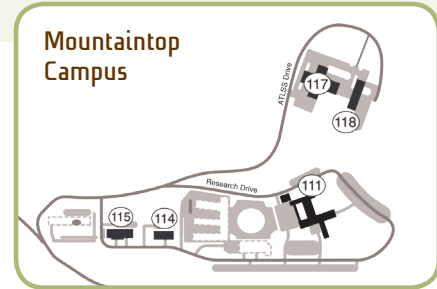 Mountaintop
Campus
ATLSS Drive
117
118
Research Drive
111
115
114